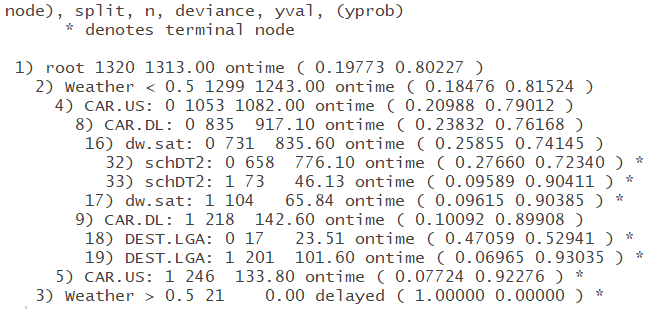 node), split, n, deviance, yval, (yprob)
      * denotes terminal node

 1) root 1320 1313.00 ontime ( 0.19773 0.80227 )
   2) Weather < 0.5 1299 1243.00 ontime ( 0.18476 0.81524 )
     4) CAR.US: 0 1053 1082.00 ontime ( 0.20988 0.79012 )
       8) CAR.DL: 0 835  917.10 ontime ( 0.23832 0.76168 )
        16) dw.sat: 0 731  835.60 ontime ( 0.25855 0.74145 )
          32) schDT2: 0 658  776.10 ontime ( 0.27660 0.72340 ) *
          33) schDT2: 1 73   46.13 ontime ( 0.09589 0.90411 ) *
        17) dw.sat: 1 104   65.84 ontime ( 0.09615 0.90385 ) *
       9) CAR.DL: 1 218  142.60 ontime ( 0.10092 0.89908 )
        18) DEST.LGA: 0 17   23.51 ontime ( 0.47059 0.52941 ) *
        19) DEST.LGA: 1 201  101.60 ontime ( 0.06965 0.93035 ) *
     5) CAR.US: 1 246  133.80 ontime ( 0.07724 0.92276 ) *
   3) Weather > 0.5 21    0.00 delayed ( 1.00000 0.00000 ) *